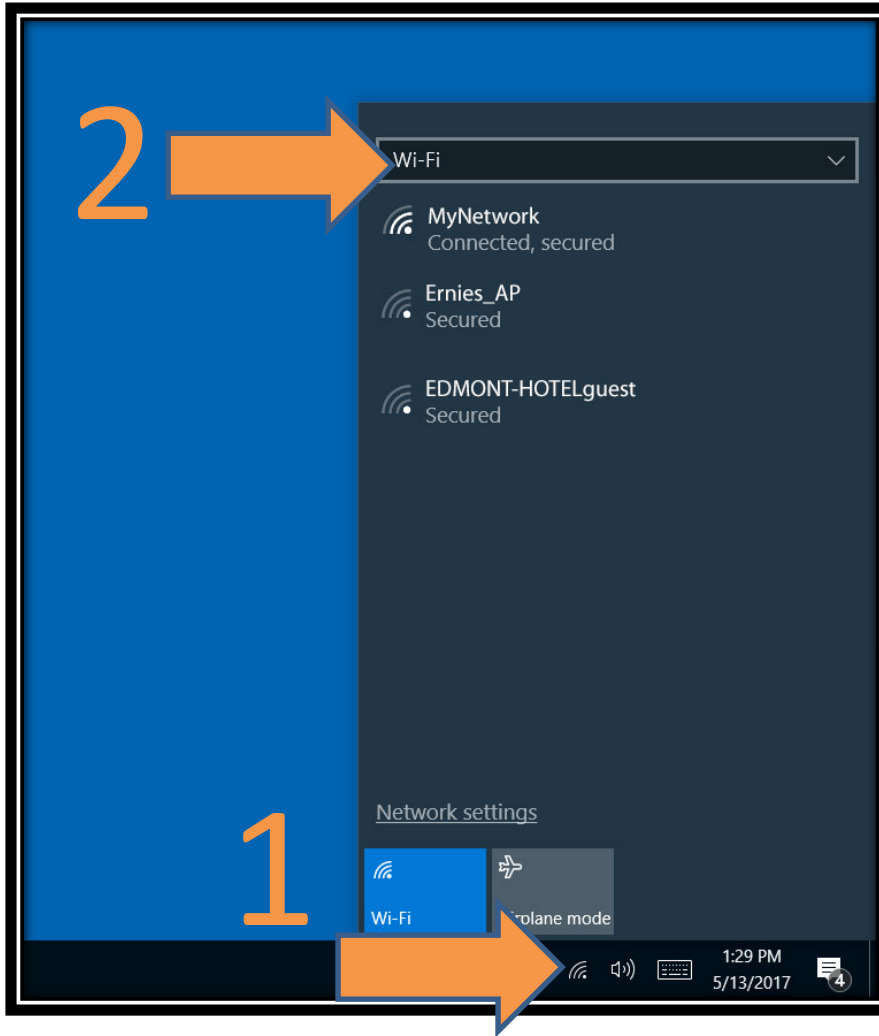 2
Wi-Fi
MyNetwork
Connected, secured
Ernies_AP
Secured
EDMONT-HOTELguest
Secured
Network settings
1
Wi-Fi
mode
1:29 PM
5/13/2017
4